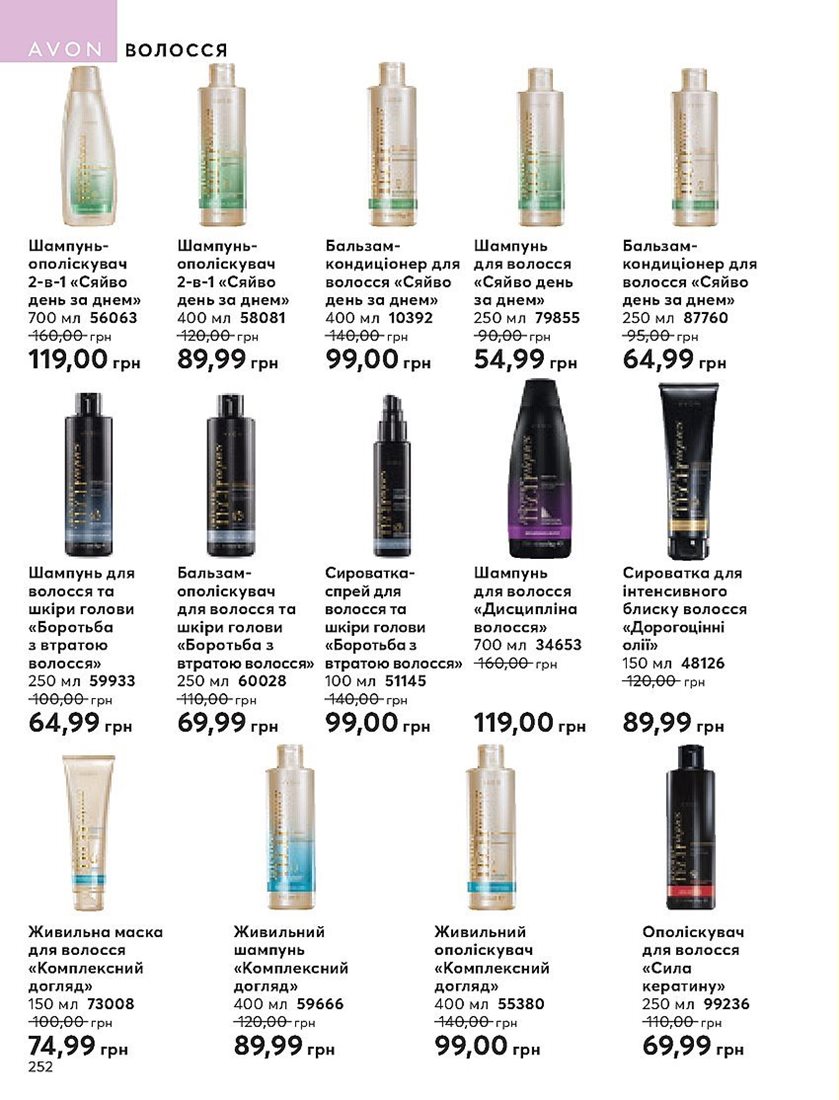 AVON ВОЛОССЯ
Шампунь-
ополіскувач
2-в-1 «Сяйво
день за днем»
700 мл 56063
160,00 грн
119,00 грн
Шампунь-
ополіскувач
2-в-1 «Сяйво
день за днем»
400 мл 58081
120,00 грн
89,99 грн
Бальзам-
кондиціонер для
волосся «Сяйво
день за днем»
400 мл 10392
140,00 грн
99,00 грн
Шампунь
для волосся
«Сяйво день
за днем»
250 мл 79855
90,00 грн
54,99 грн
Бальзам-
кондиціонер для
волосся «Сяйво
день за днем»
250 мл 87760
95,00 грн
64,99 грн
Шампунь для
волосся та
шкіри голови
«Боротьба
з втратою
волосся»
250 мл 59933
100,00 грн
64,99 грн
Бальзам-
ополіскувач
для волосся та
шкіри голови
«Боротьба з
втратою волосся»
250 мл 60028
110,00 грн
69,99 грн
Сироватка-
спрей для
волосся та
шкіри голови
«Боротьба з
втратою волосся»
100 мл 51145
140,00 грн
99,00 грн
Шампунь
для волосся
«Дисципліна
волосся»
700 мл 34653
160,00 грн
119,00 грн
Сироватка для
інтенсивного
блиску волосся
«Дорогоцінні
олії»
150 мл 48126
120,00 грн
89,99 грн
Живильна маска
для волосся
«Комплексний
догляд»
150 мл 73008
100,00 грн
74,99 грн
Живильний
шампунь
«Комплексний
догляд»
400 мл 59666
120,00 грн
89,99 грн
Живильний
ополіскувач
«Комплексний
догляд»
400 мл 55380
140,00 грн
99,00 грн
Ополіскувач
для волосся
«Сила
кератину»
250 мл 99236
110,00 грн
69,99 грн
252